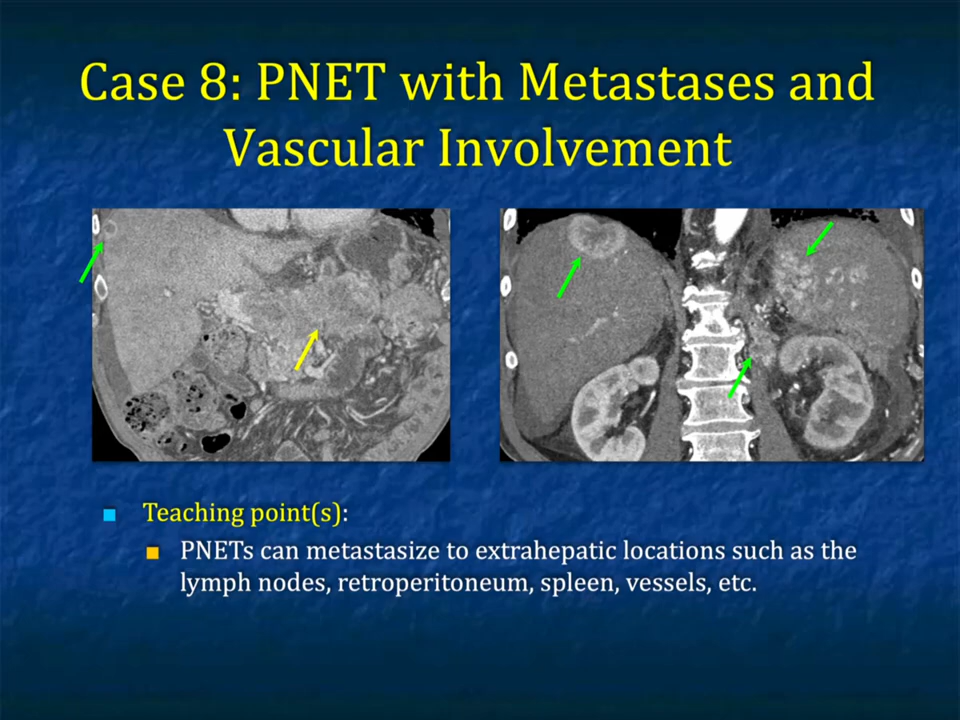 Case 8: PNET with Metastases and
Vascular Involvement
Teaching point(s):
PNETs can metastasize to extrahepatic locations such as the
lymph nodes, retroperitoneum, spleen, vessels, etc.